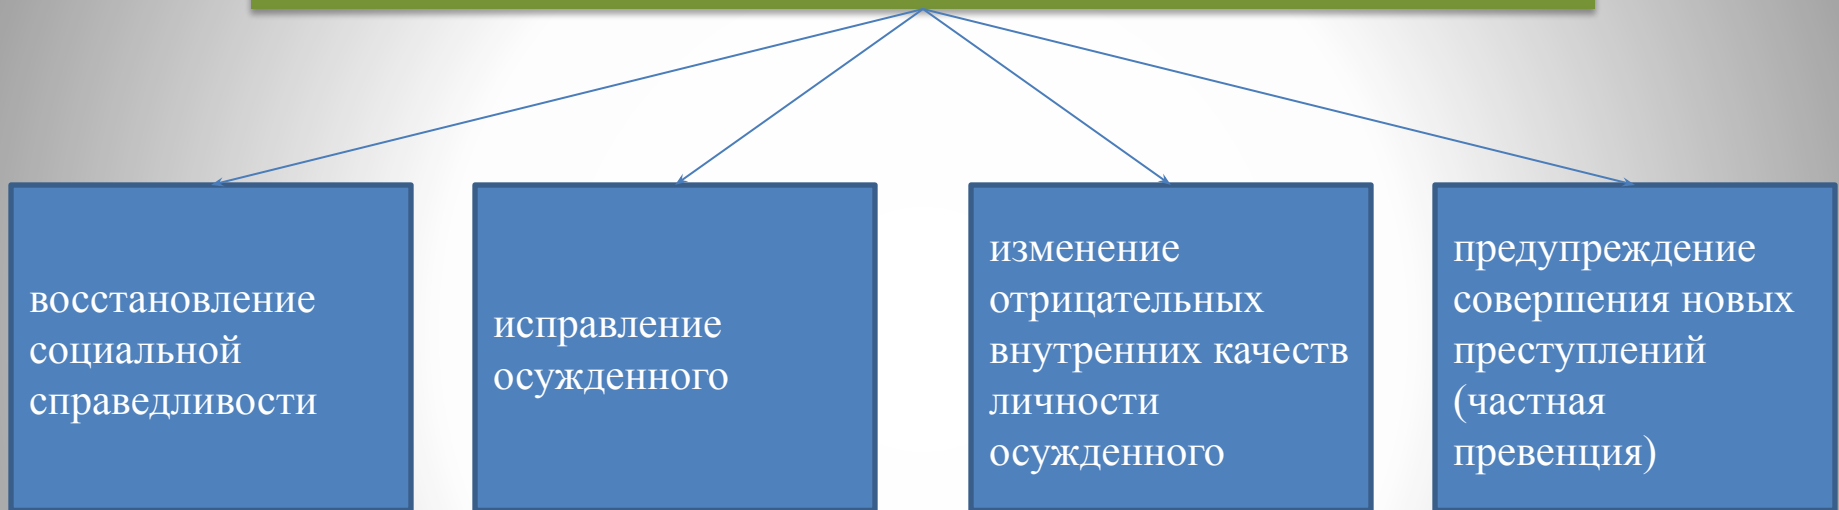 восстановление
социальной
справедливости
исправление
осужденного
изменение
отрицательных
внутренних качеств
личности
осужденного
предупреждение
совершения новых
преступлений
(частная
превенция)